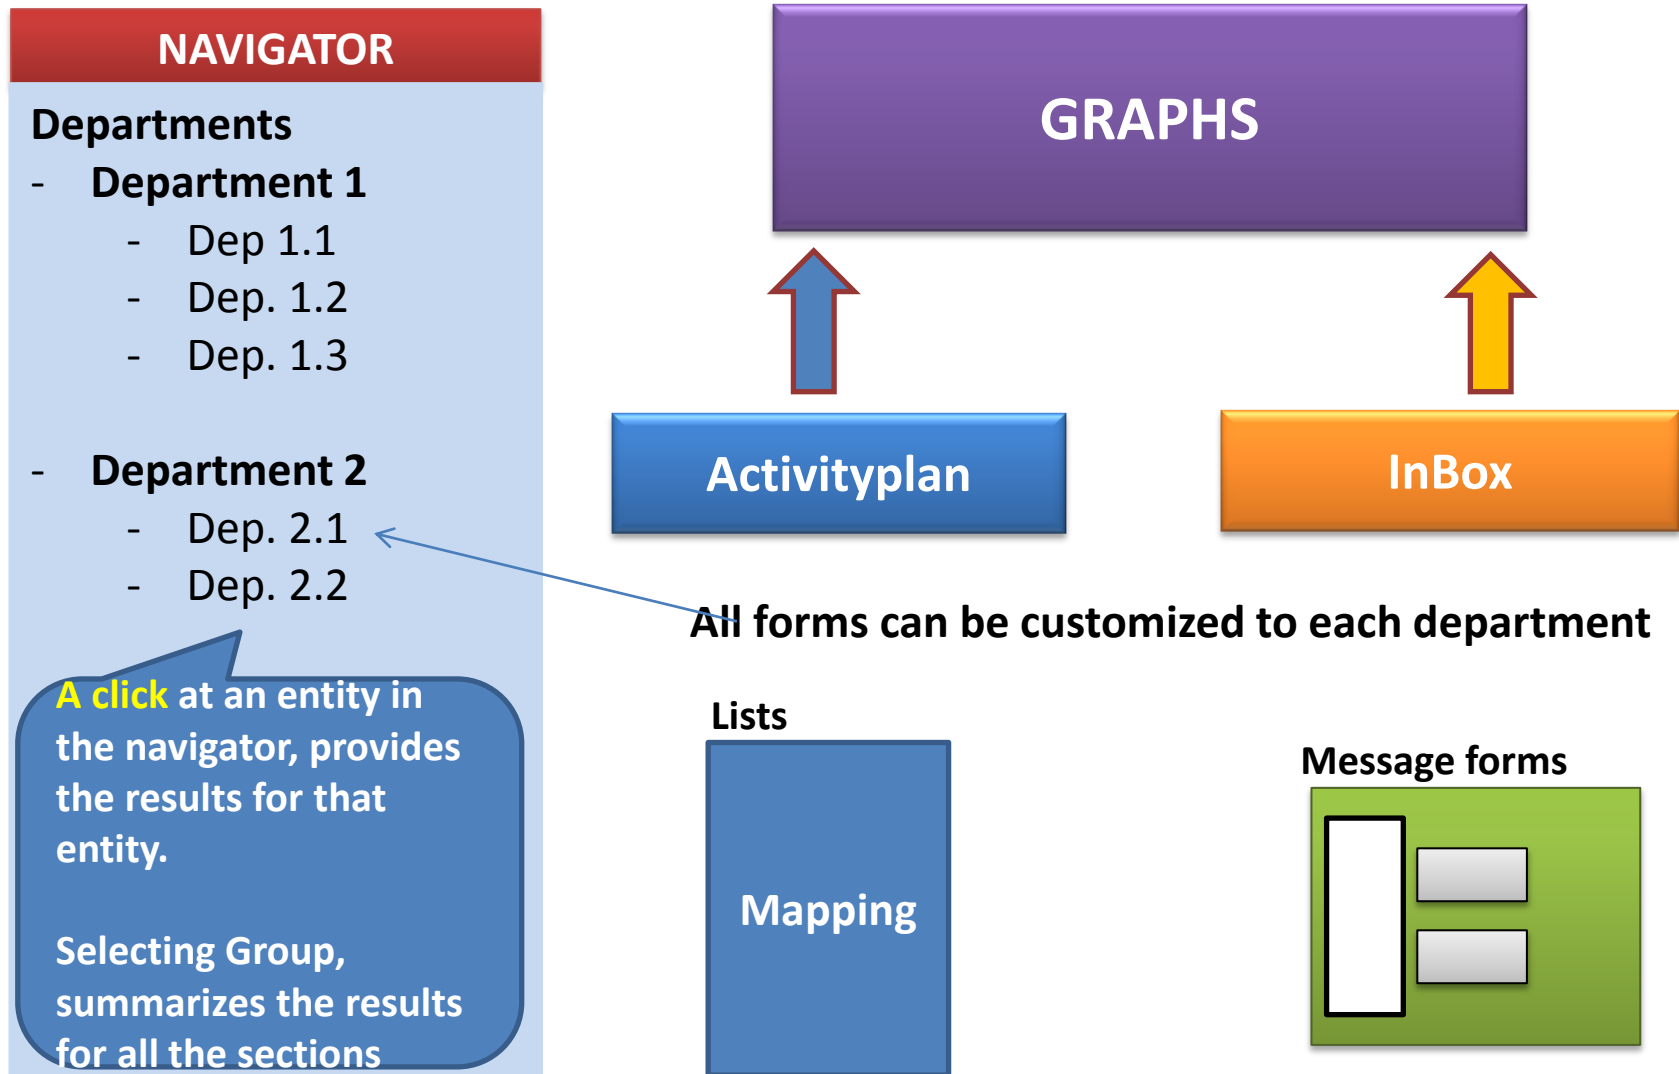 NAVIGATOR
Departments
- Department 1
- Dep 1.1
- Dep. 1.2
- Dep. 1.3
- Department 2
- Dep. 2.1
- Dep. 2.2
A click at an entity in
the navigator, provides
the results for that
entity.
Selecting Group,
summarizes the results
for all the sections
GRAPHS
Activityplan
InBox
All forms can be customized to each department
Lists
Mapping
Message forms